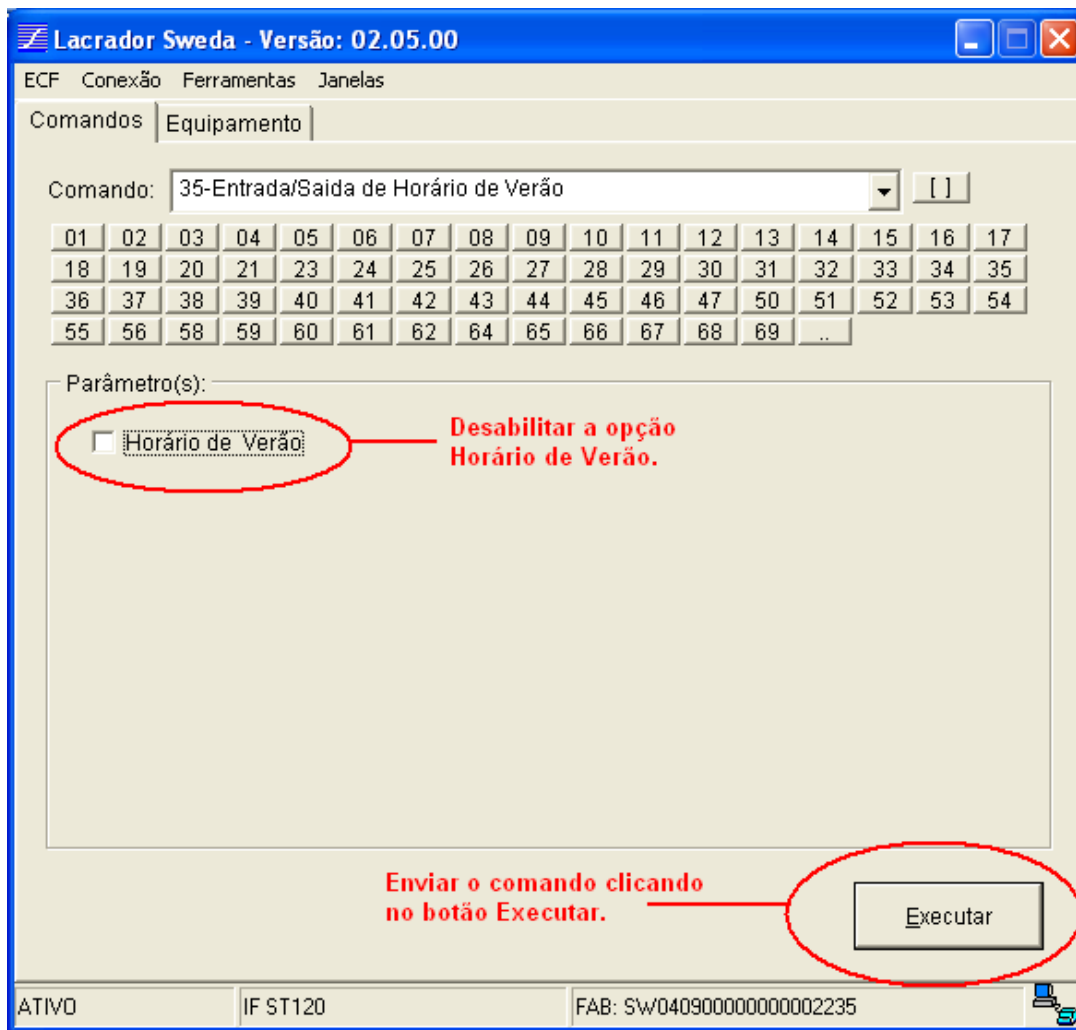 Lacrador Sweda - Versão: 02.05.00
ECF Conexão Ferramentas Janelas
Comandos Equipamento
Comando: 35-Entrada/Saida de Horário de Verão [ ]
01 02 03 04 05 06 07 08 09 10 11 12 13 14 15 16 17
18 19 20 21 23 24 25 26 27 28 29 30 31 32 33 34 35
36 37 38 39 40 41 42 43 44 45 46 47 50 51 52 53 54
55 56 58 59 60 61 62 64 65 66 67 68 69 ..
Parâmetro(s):
Horário de Verão
Desabilitar a opção
Horário de Verão.
Enviar o comando clicando
no botão Executar.
Executar
ATIVO IF ST120 FAB: SW040900000000002235